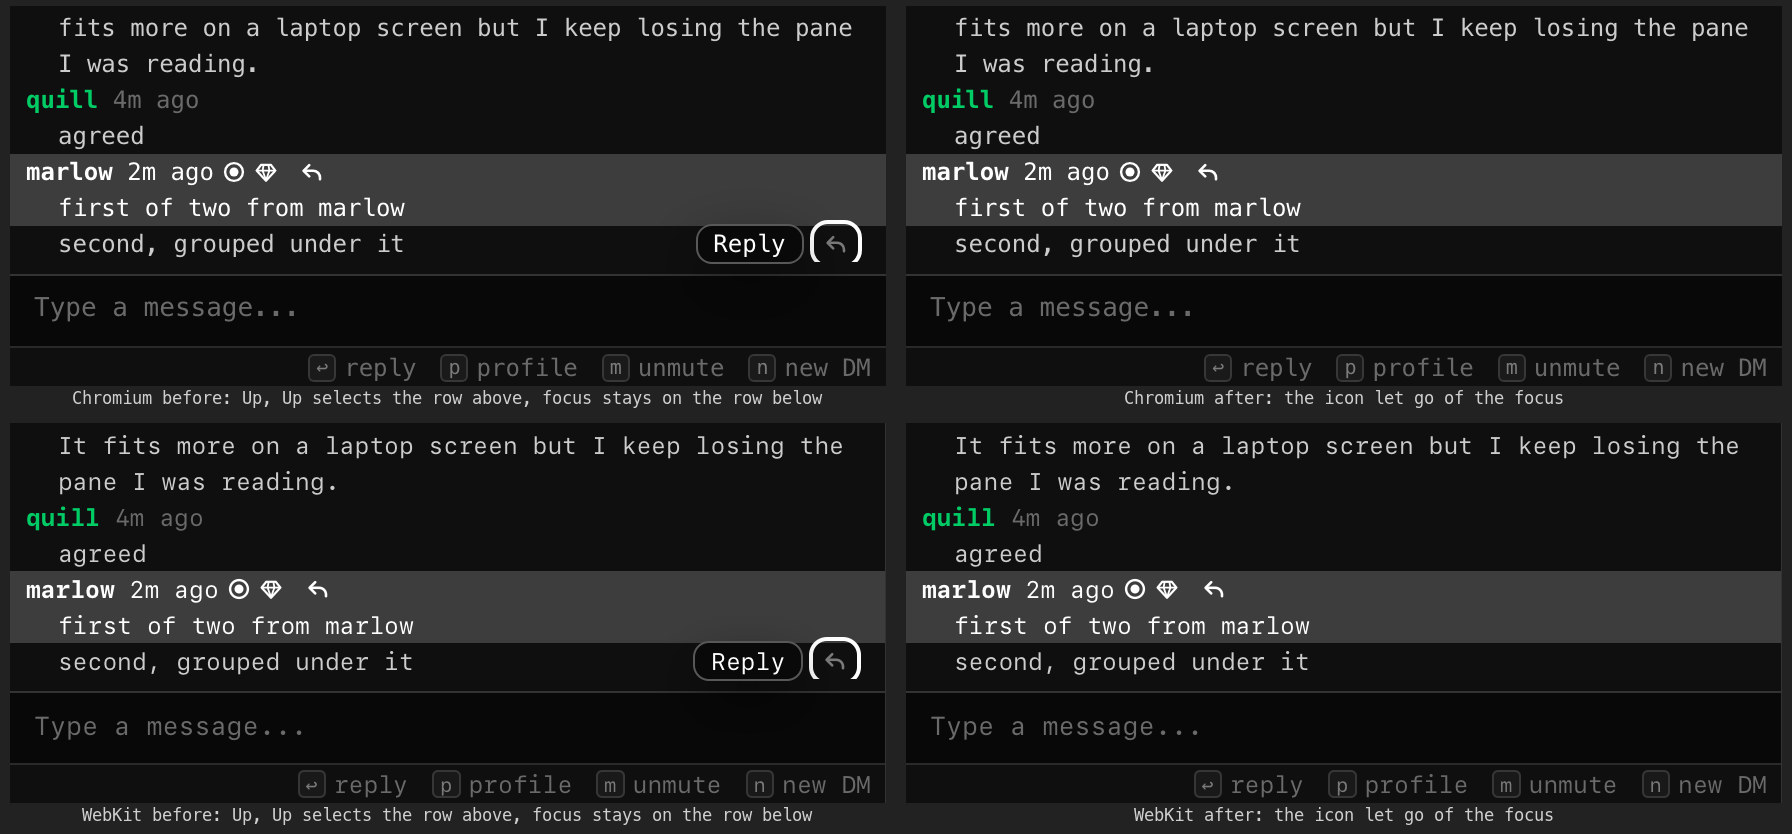 fits more on a laptop screen but I keep losing the pane
I was reading.
quill 4m ago
agreed
marlow 2m ago
first of two from marlow
second, grouped under it
Reply
Type a message...
↩ reply p profile m unmute n new DM
Chromium before: Up, Up selects the row above, focus stays on the row below
fits more on a laptop screen but I keep losing the pane
I was reading.
quill 4m ago
agreed
marlow 2m ago
first of two from marlow
second, grouped under it
Type a message...
↩ reply p profile m unmute n new DM
Chromium after: the icon let go of the focus
It fits more on a laptop screen but I keep losing the
pane I was reading.
quill 4m ago
agreed
marlow 2m ago
first of two from marlow
second, grouped under it
Reply
Type a message...
↩ reply p profile m unmute n new DM
WebKit before: Up, Up selects the row above, focus stays on the row below
It fits more on a laptop screen but I keep losing the
pane I was reading.
quill 4m ago
agreed
marlow 2m ago
first of two from marlow
second, grouped under it
Type a message...
↩ reply p profile m unmute n new DM
WebKit after: the icon let go of the focus